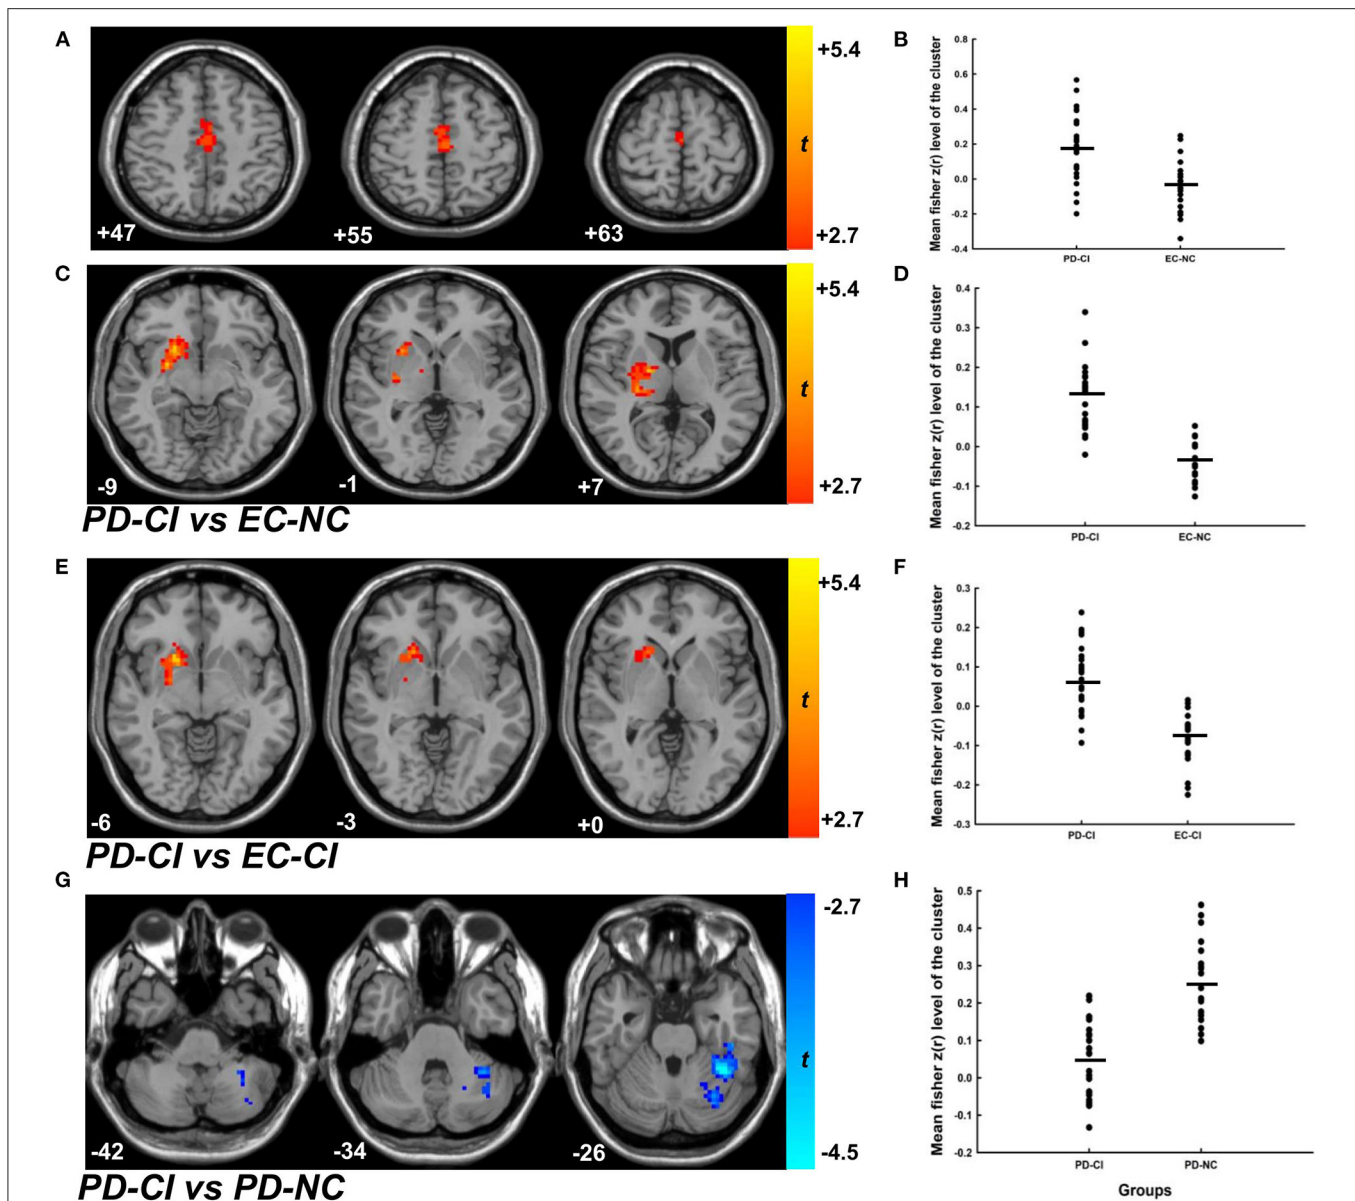 A
+47
+55
+63
+5.4
t
+2.7
B
Mean fisher z(r) level of the cluster
0.8
0.6
0.4
0.2
0.0
-0.2
-0.4
PD-CI
EC-NC
C
-9
-1
+7
+5.4
t
+2.7
PD-CI vs EC-NC
D
Mean fisher z(r) level of the cluster
0.4
0.3
0.2
0.1
0.0
-0.1
-0.2
PD-CI
EC-NC
E
-6
-3
+0
+5.4
t
+2.7
PD-CI vs EC-CI
F
Mean fisher z(r) level of the cluster
0.3
0.2
0.1
0.0
-0.1
-0.2
-0.3
PD-CI
EC-CI
G
-42
-34
-26
-2.7
t
-4.5
PD-CI vs PD-NC
H
Mean fisher z(r) level of the cluster
0.5
0.4
0.3
0.2
0.1
0.0
-0.1
-0.2
PD-CI
PD-NC
Groups